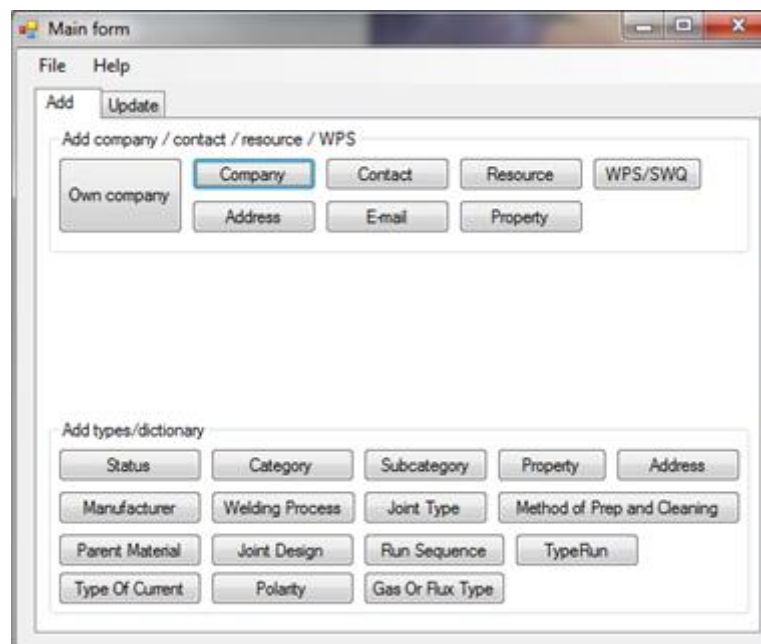 Main form
File Help
Add Update
Add company / contact / resource / WPS
Own company
Company Contact Resource WPS/SWQ
Address E-mail Property
Add types/dictionary
Status Category Subcategory Property Address
Manufacturer Welding Process Joint Type Method of Prep and Cleaning
Parent Material Joint Design Run Sequence TypeRun
Type Of Current Polarity Gas Or Flux Type